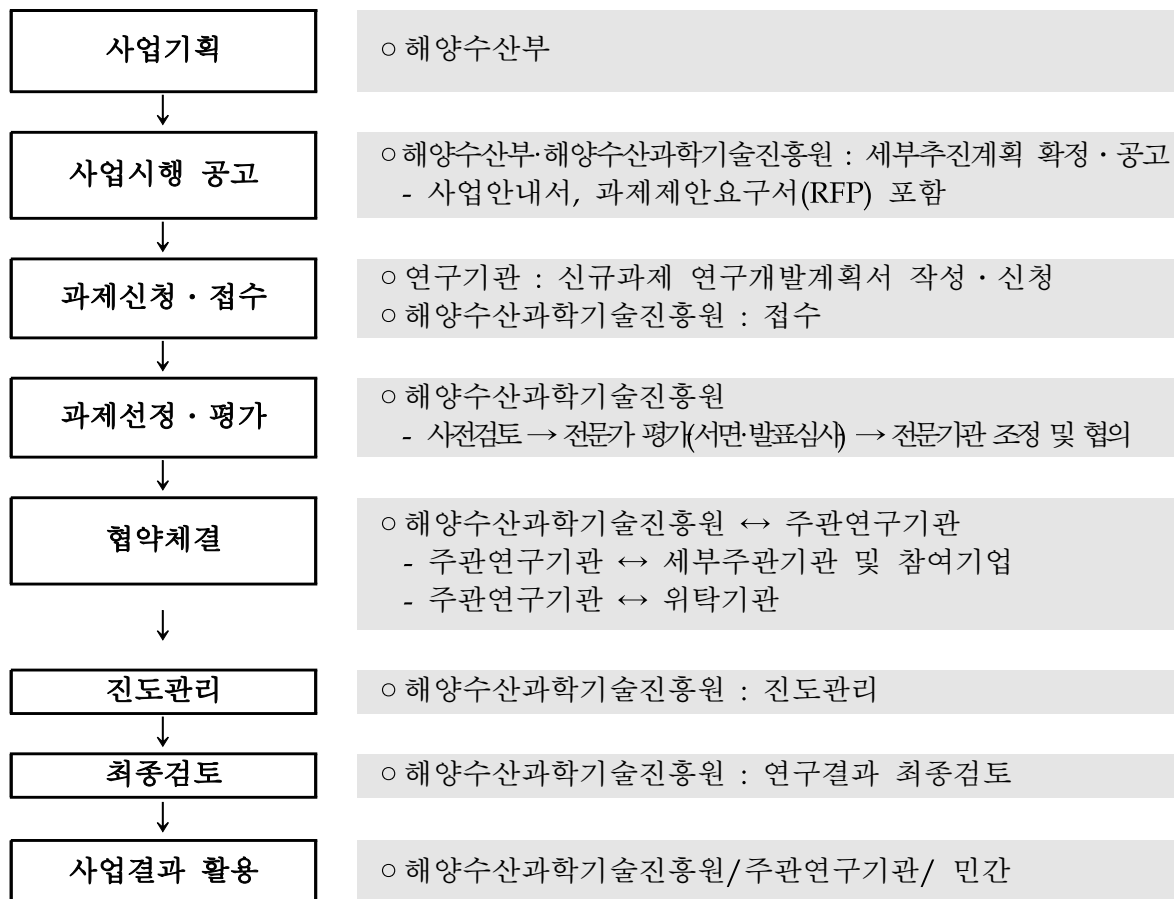 사업기획
○ 해양수산부
↓
사업시행 공고
○ 해양수산부·해양수산과학기술진흥원 : 세부추진계획 확정·공고
- 사업안내서, 과제제안요구서(RFP) 포함
↓
과제신청·접수
○ 연구기관 : 신규과제 연구개발계획서 작성·신청
○ 해양수산과학기술진흥원 : 접수
↓
과제선정·평가
○ 해양수산과학기술진흥원
- 사전검토 → 전문가 평가(서면·발표심사) → 전문기관 조정 및 협의
↓
협약체결
○ 해양수산과학기술진흥원 ↔ 주관연구기관
- 주관연구기관 ↔ 세부주관기관 및 참여기업
- 주관연구기관 ↔ 위탁기관
↓
진도관리
○ 해양수산과학기술진흥원 : 진도관리
↓
최종검토
○ 해양수산과학기술진흥원 : 연구결과 최종검토
↓
사업결과 활용
○ 해양수산과학기술진흥원/주관연구기관/ 민간